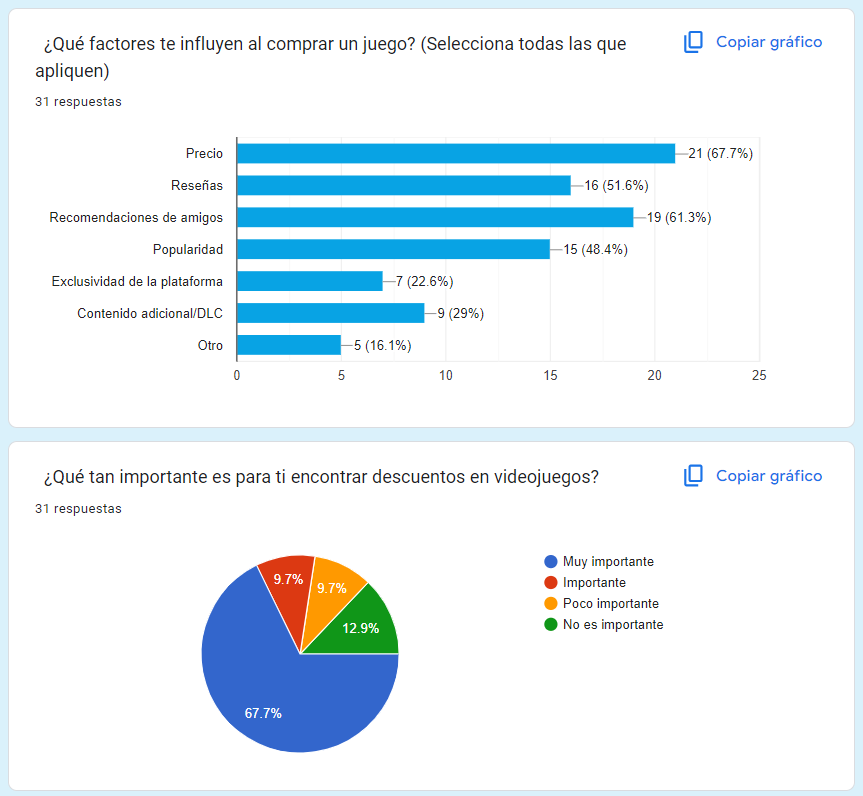 ¿Qué factores te influyen al comprar un juego? (Selecciona todas las que
apliquen)
Copiar gráfico
31 respuestas
Precio
21 (67.7%)
Reseñas
16 (51.6%)
Recomendaciones de amigos
19 (61.3%)
Popularidad
15 (48.4%)
Exclusividad de la plataforma
7 (22.6%)
Contenido adicional/DLC
9 (29%)
Otro
5 (16.1%)
0 5 10 15 20 25
¿Qué tan importante es para ti encontrar descuentos en videojuegos?
Copiar gráfico
31 respuestas
9.7%
9.7%
12.9%
67.7%
Muy importante
Importante
Poco importante
No es importante